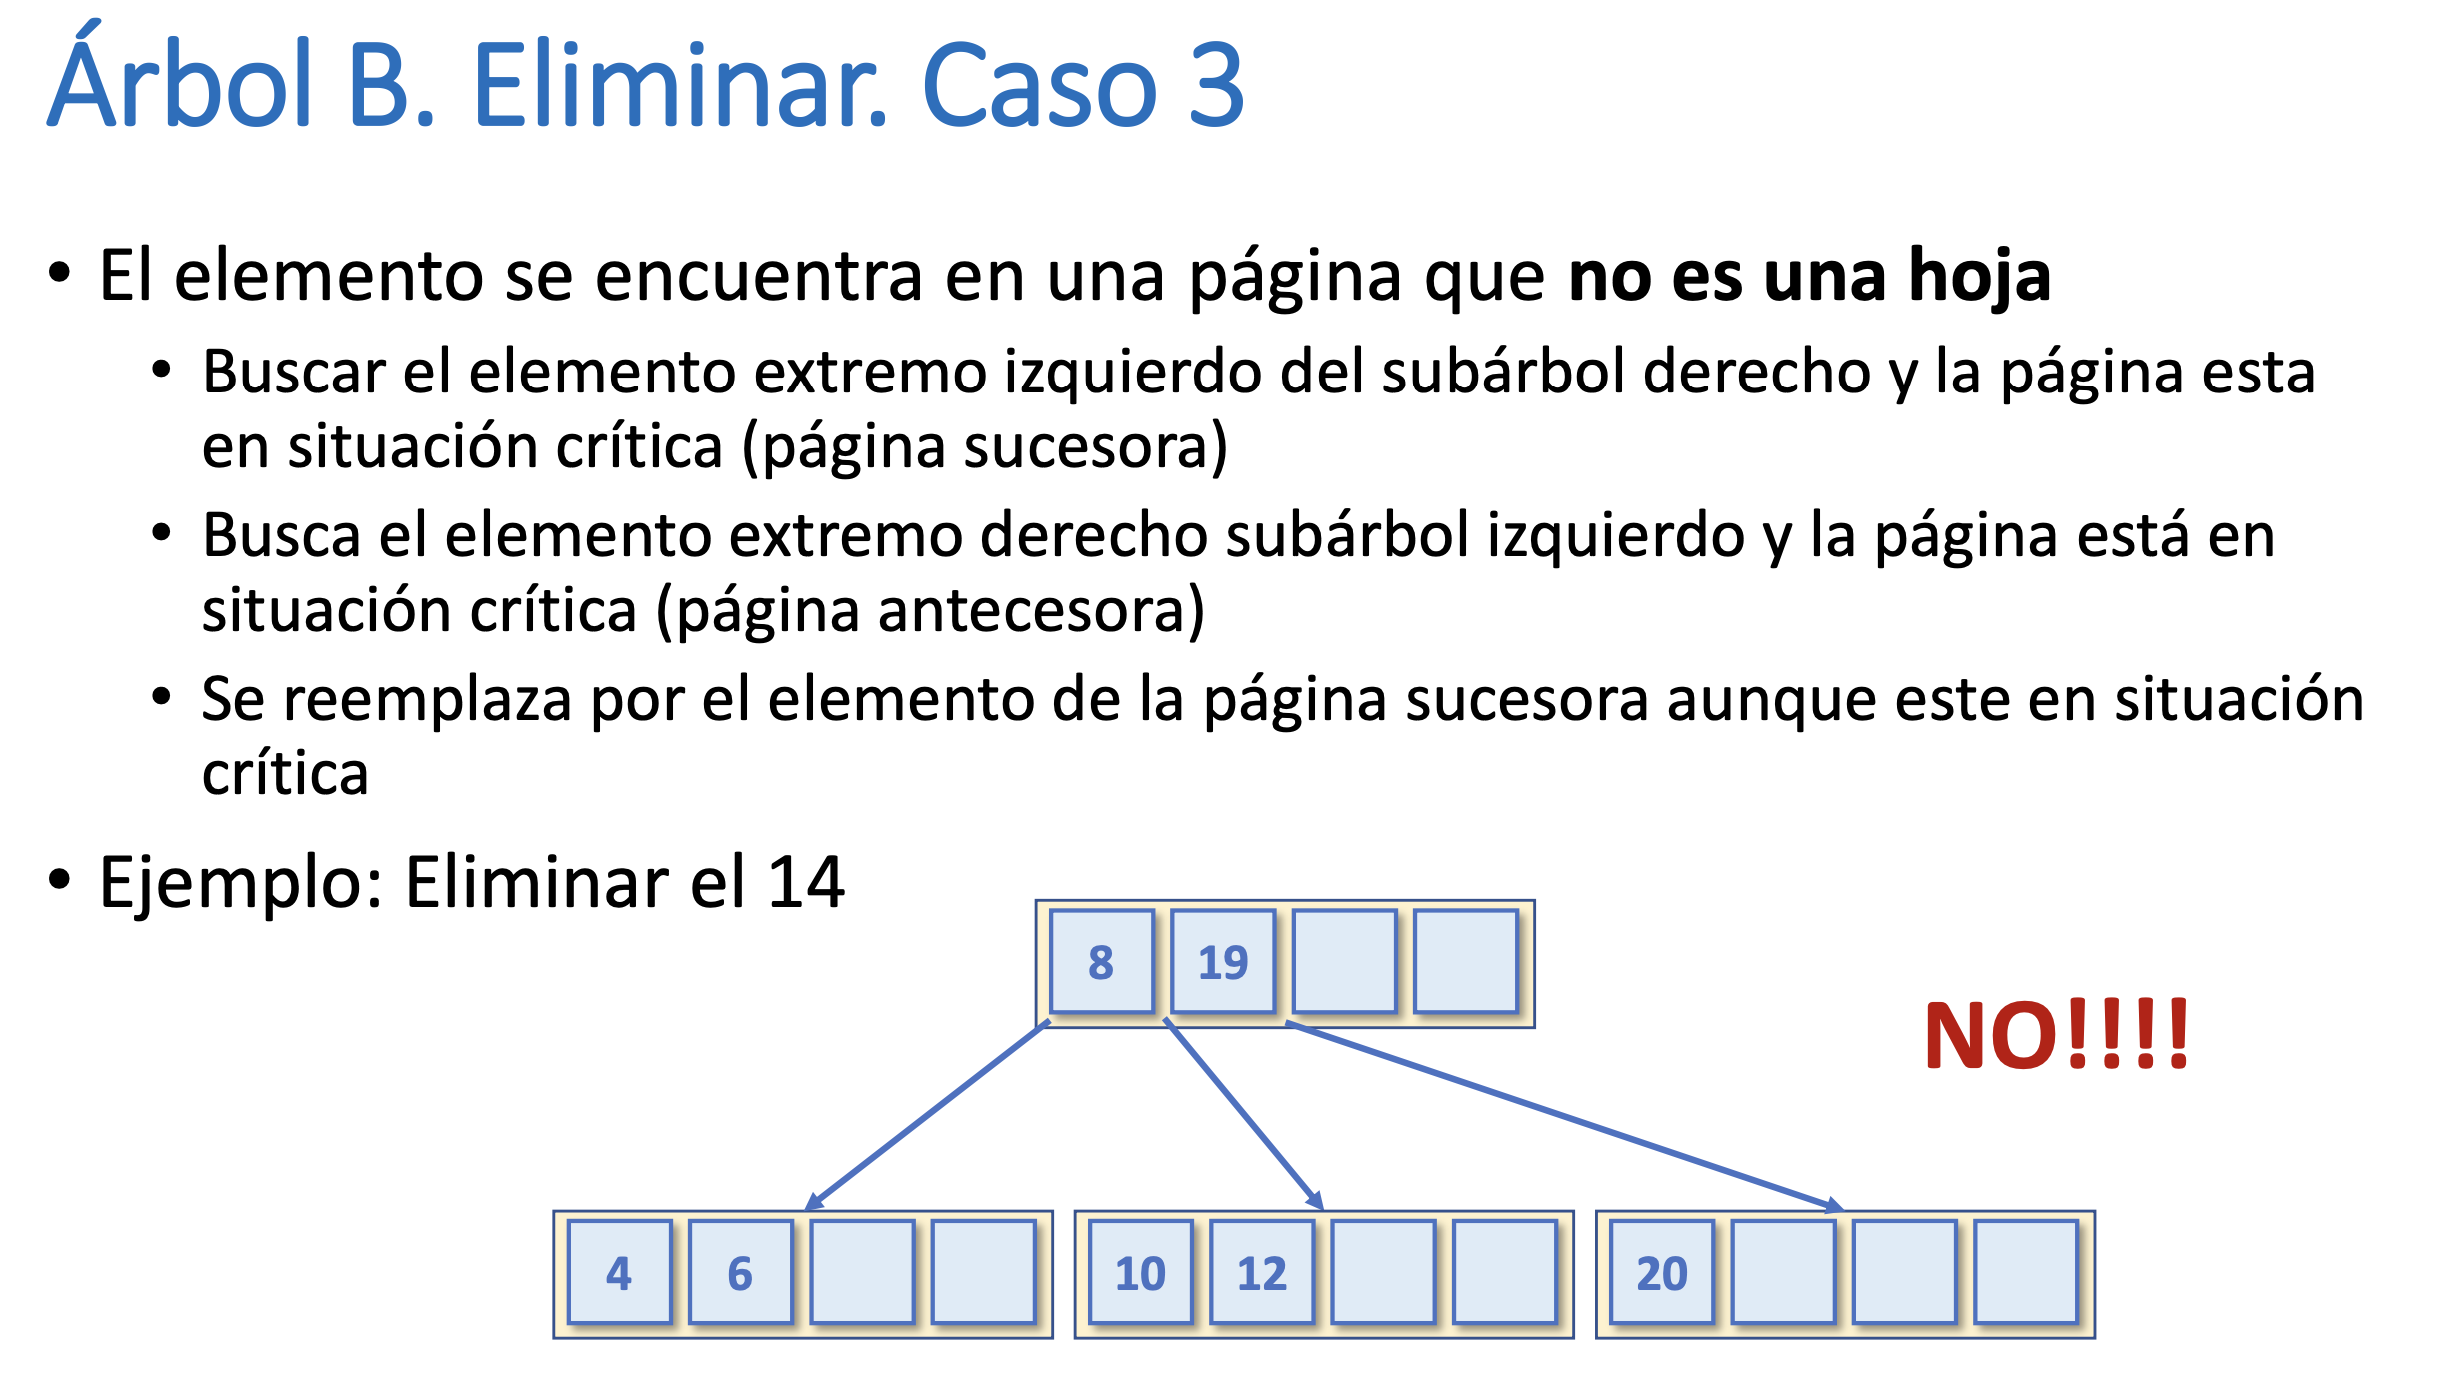 Árbol B. Eliminar. Caso 3
• El elemento se encuentra en una página que no es una hoja
• Buscar el elemento extremo izquierdo del subárbol derecho y la página esta
en situación crítica (página sucesora)
• Busca el elemento extremo derecho subárbol izquierdo y la página está en
situación crítica (página antecesora)
• Se reemplaza por el elemento de la página sucesora aunque este en situación
crítica
• Ejemplo: Eliminar el 14
8 19
NO!!!!
4 6 10 12 20